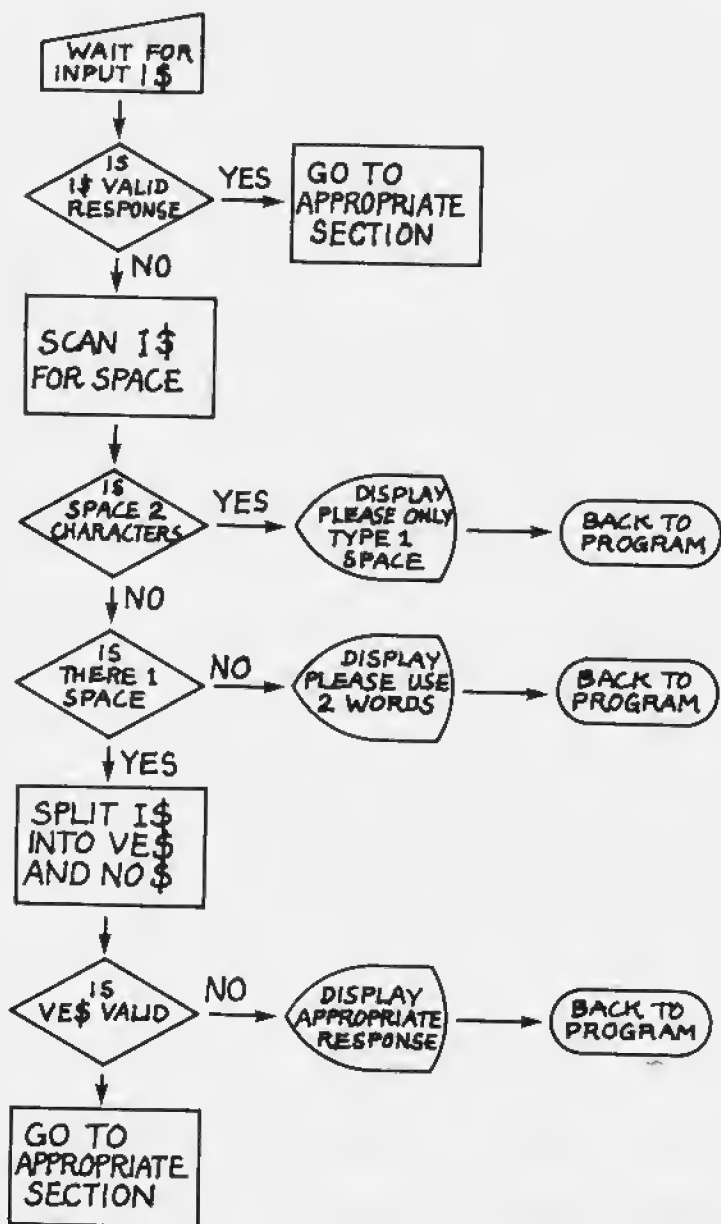 WAIT FOR
INPUT I$
IS
I$ VALID
RESPONSE
YES
GO TO
APPROPRIATE
SECTION
NO
SCAN I$
FOR SPACE
IS
SPACE 2
CHARACTERS
YES
DISPLAY
PLEASE ONLY
TYPE 1
SPACE
BACK TO
PROGRAM
NO
IS
THERE 1
SPACE
NO
DISPLAY
PLEASE USE
2 WORDS
BACK TO
PROGRAM
YES
SPLIT I$
INTO VE$
AND NO$
IS
VE$ VALID
NO
DISPLAY
APPROPRIATE
RESPONSE
BACK TO
PROGRAM
GO TO
APPROPRIATE
SECTION